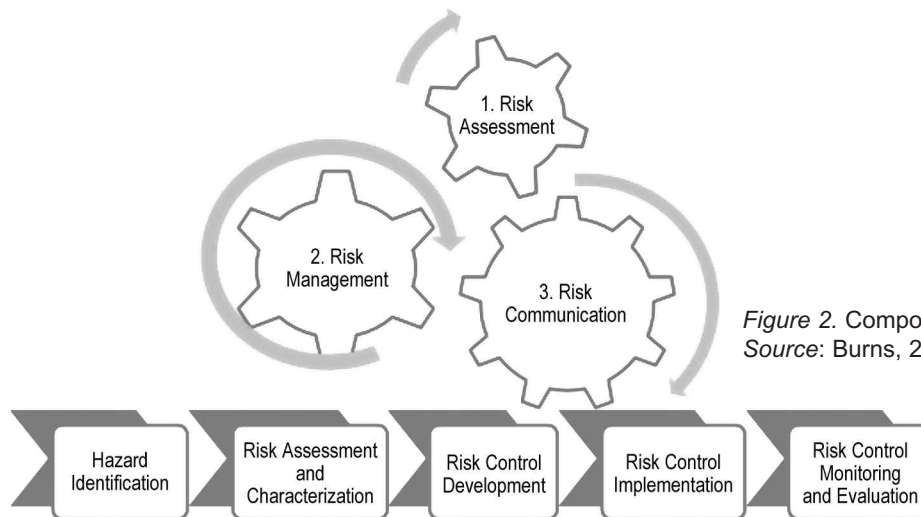 1. Risk
Assessment
2. Risk
Management
3. Risk
Communication
Figure 2. Compo
Source: Burns, 2
Hazard
Identification
Risk Assessment
and
Characterization
Risk Control
Development
Risk Control
Implementation
Risk Control
Monitoring
and Evaluation